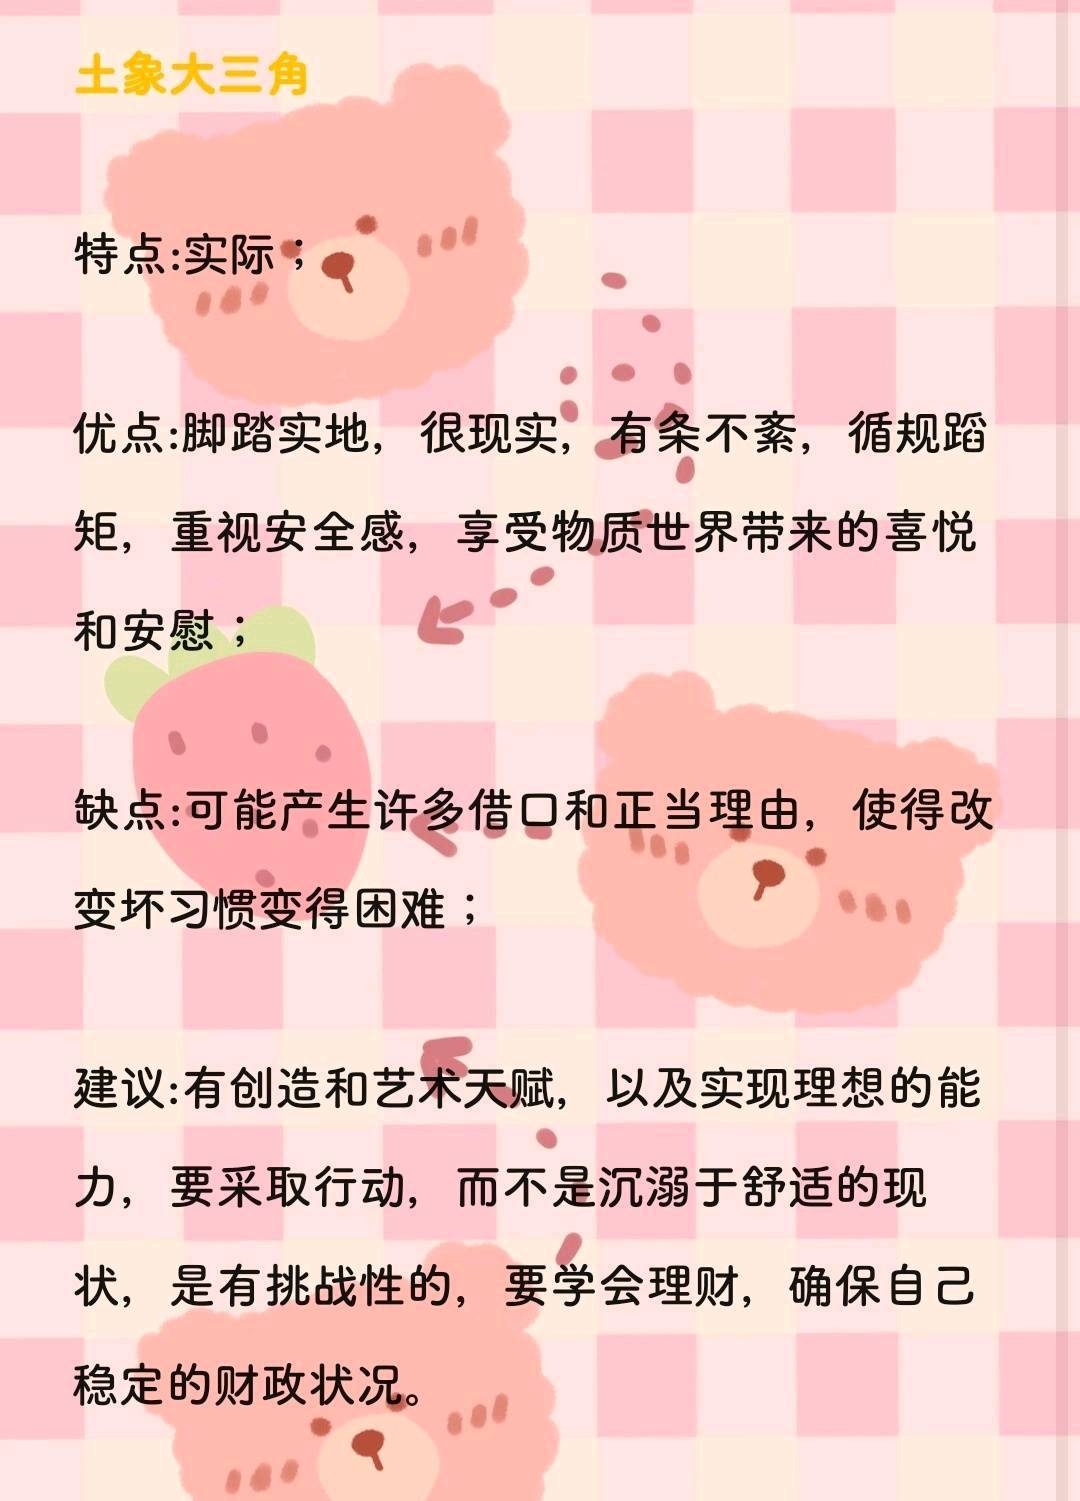 土象大三角
特点:实际；
优点:脚踏实地，很现实，有条不紊，循规蹈
矩，重视安全感，享受物质世界带来的喜悦
和安慰；
缺点:可能产生许多借口和正当理由，使得改
变坏习惯变得困难；
建议:有创造和艺术天赋，以及实现理想的能
力，要采取行动，而不是沉溺于舒适的现
状，是有挑战性的，要学会理财，确保自己
稳定的财政状况。